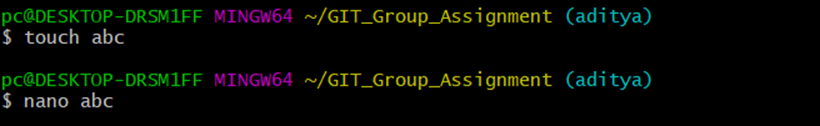 pc@DESKTOP-DRSM1FF MINGW64 ~/GIT_Group_Assignment (aditya)
$ touch abc
pc@DESKTOP-DRSM1FF MINGW64 ~/GIT_Group_Assignment (aditya)
$ nano abc